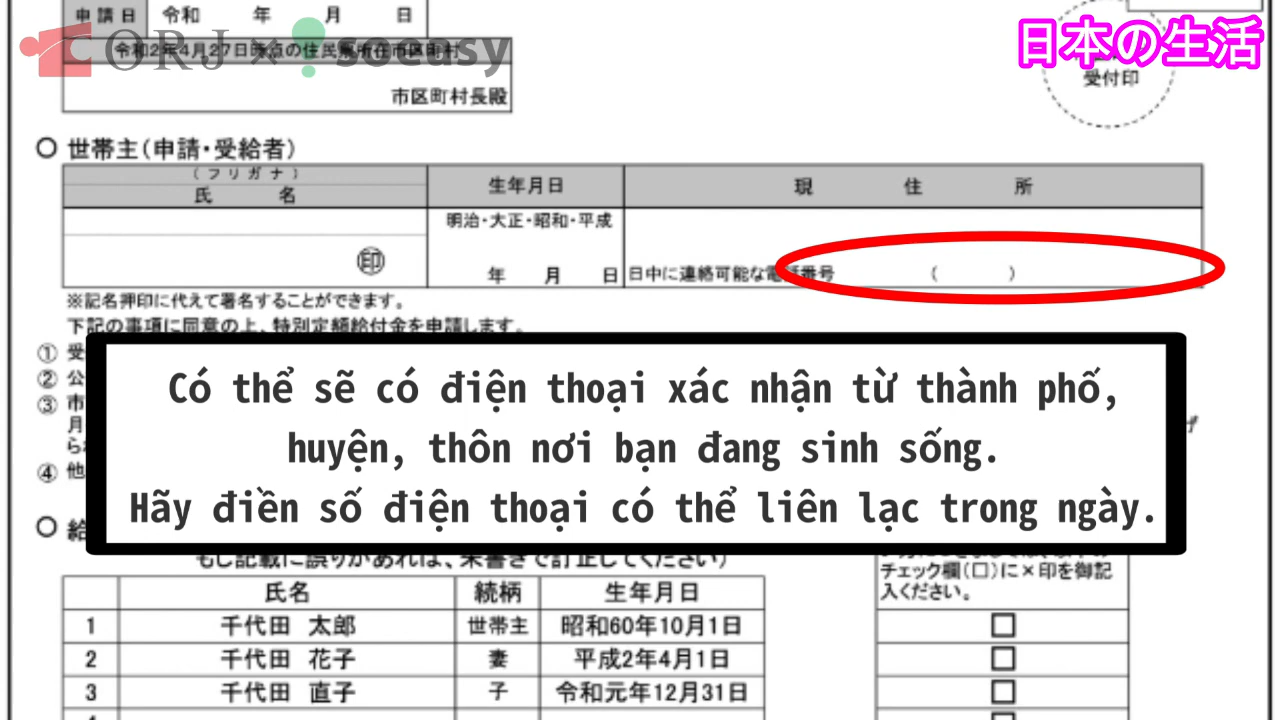 申請日 令和 年 月 日
ORJ × soeasy
日本の生活
令和2年4月27日時点の住民票所在市区町村
受付印
市区町村長殿
○ 世帯主(申請・受給者)
(フリガナ)
氏 名
生年月日
現 住 所
明治・大正・昭和・平成
印
年 月 日
日中に連絡可能な電話番号 ( )
※記名押印に代えて署名することができます。
下記の事項に同意の上、特別定額給付金を申請します。
① 受
② 公
③ 市
月
ら
④ 他
Có thể sẽ có điện thoại xác nhận từ thành phố,
huyện, thôn nơi bạn đang sinh sống.
Hãy điền số điện thoại có thể liên lạc trong ngày.
○ 給
もし記載に誤りがあれば、朱書きで訂正してください)
チェック欄(□)に×印を御記
入ください。
氏名 続柄 生年月日
1 千代田 太郎 世帯主 昭和60年10月1日 □
2 千代田 花子 妻 平成2年4月1日 □
3 千代田 直子 子 令和元年12月31日 □